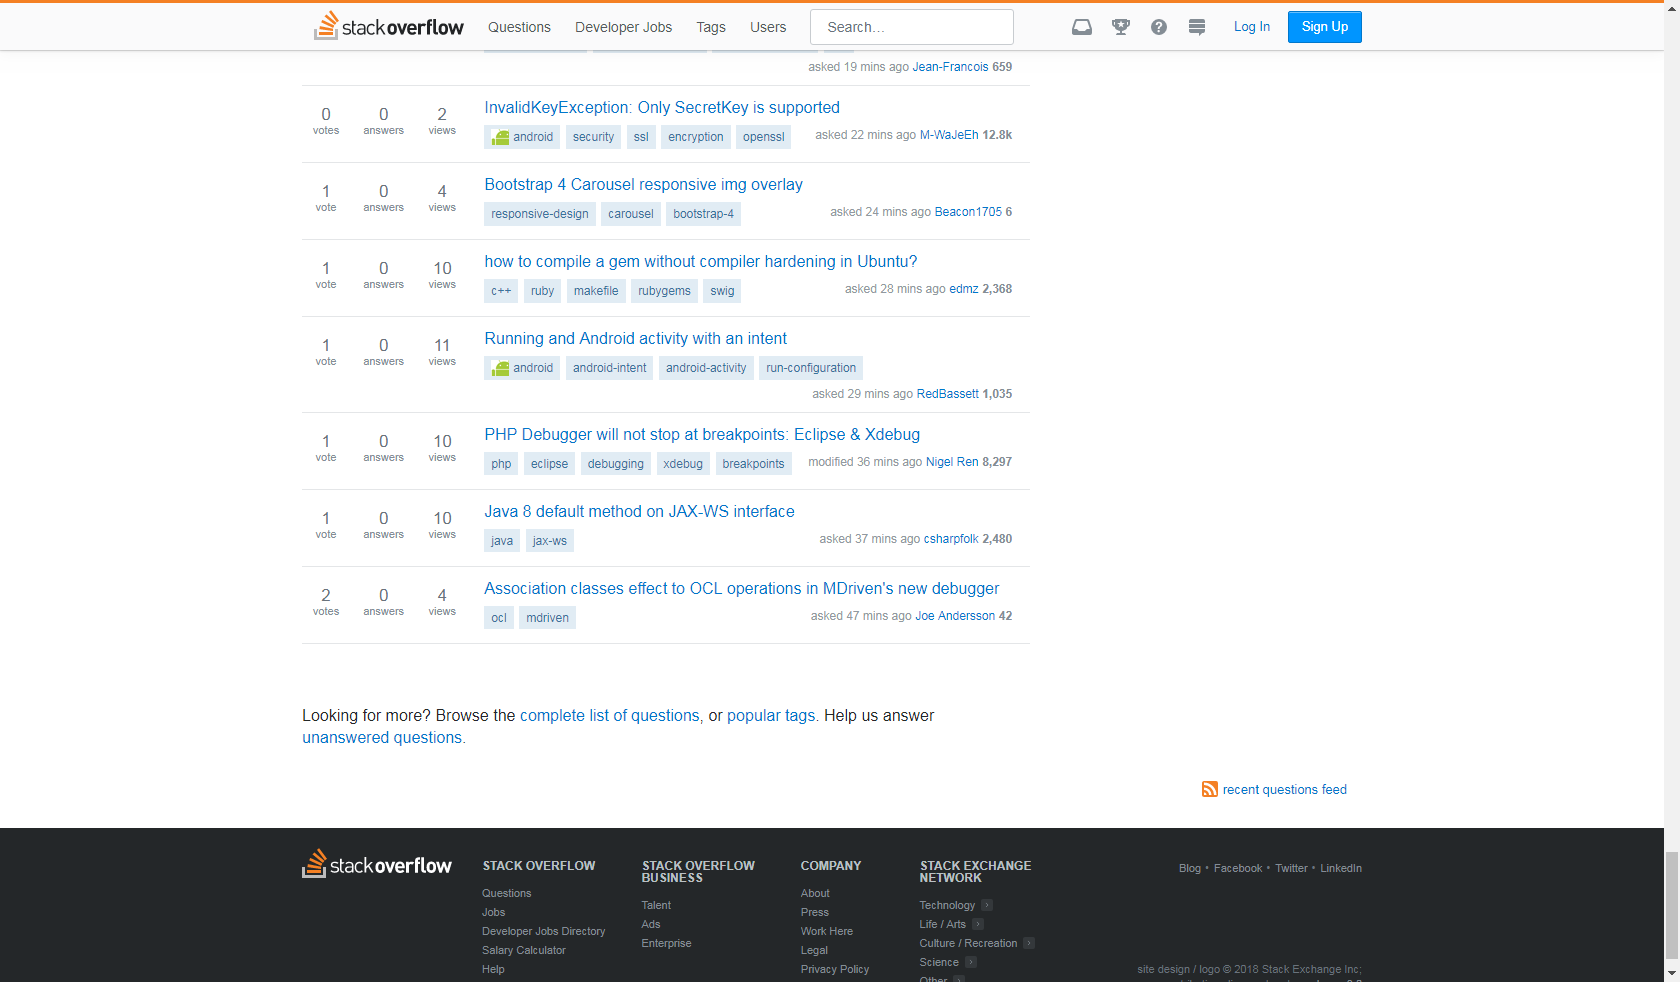 stackoverflow Questions Developer Jobs Tags Users Search… Log In Sign Up
asked 19 mins ago Jean-Francois 659
0 votes 0 answers 2 views
InvalidKeyException: Only SecretKey is supported
android security ssl encryption openssl
asked 22 mins ago M-WaJeEh 12.8k
1 vote 0 answers 4 views
Bootstrap 4 Carousel responsive img overlay
responsive-design carousel bootstrap-4
asked 24 mins ago Beacon1705 6
1 vote 0 answers 10 views
how to compile a gem without compiler hardening in Ubuntu?
c++ ruby makefile rubygems swig
asked 28 mins ago edmz 2,368
1 vote 0 answers 11 views
Running and Android activity with an intent
android android-intent android-activity run-configuration
asked 29 mins ago RedBassett 1,035
1 vote 0 answers 10 views
PHP Debugger will not stop at breakpoints: Eclipse & Xdebug
php eclipse debugging xdebug breakpoints
modified 36 mins ago Nigel Ren 8,297
1 vote 0 answers 10 views
Java 8 default method on JAX-WS interface
java jax-ws
asked 37 mins ago csharpfolk 2,480
2 votes 0 answers 4 views
Association classes effect to OCL operations in MDriven's new debugger
ocl mdriven
asked 47 mins ago Joe Andersson 42
Looking for more? Browse the complete list of questions, or popular tags. Help us answer
unanswered questions.
recent questions feed
stackoverflow
STACK OVERFLOW
Questions
Jobs
Developer Jobs Directory
Salary Calculator
Help
STACK OVERFLOW
BUSINESS
Talent
Ads
Enterprise
COMPANY
About
Press
Work Here
Legal
Privacy Policy
STACK EXCHANGE
NETWORK
Technology
Life / Arts
Culture / Recreation
Science
Other
Blog • Facebook • Twitter • LinkedIn
site design / logo © 2018 Stack Exchange Inc;